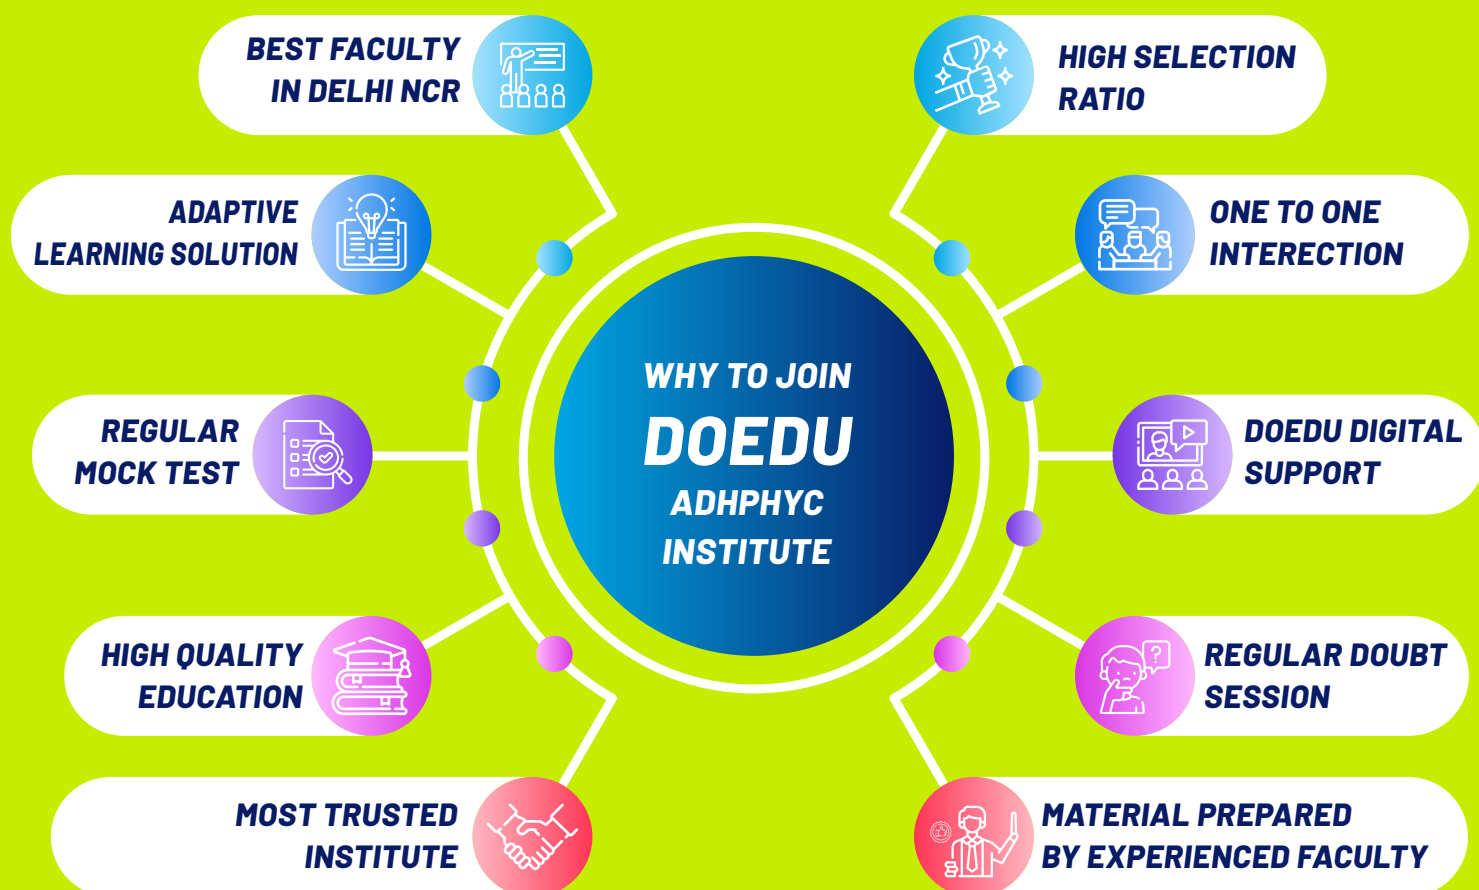 BEST FACULTY
IN DELHI NCR
ADAPTIVE
LEARNING SOLUTION
REGULAR
MOCK TEST
HIGH QUALITY
EDUCATION
MOST TRUSTED
INSTITUTE
WHY TO JOIN
DOEDU
ADHPHYC
INSTITUTE
HIGH SELECTION
RATIO
ONE TO ONE
INTERECTION
DOEDU DIGITAL
SUPPORT
?
REGULAR DOUBT
SESSION
MATERIAL PREPARED
BY EXPERIENCED FACULTY